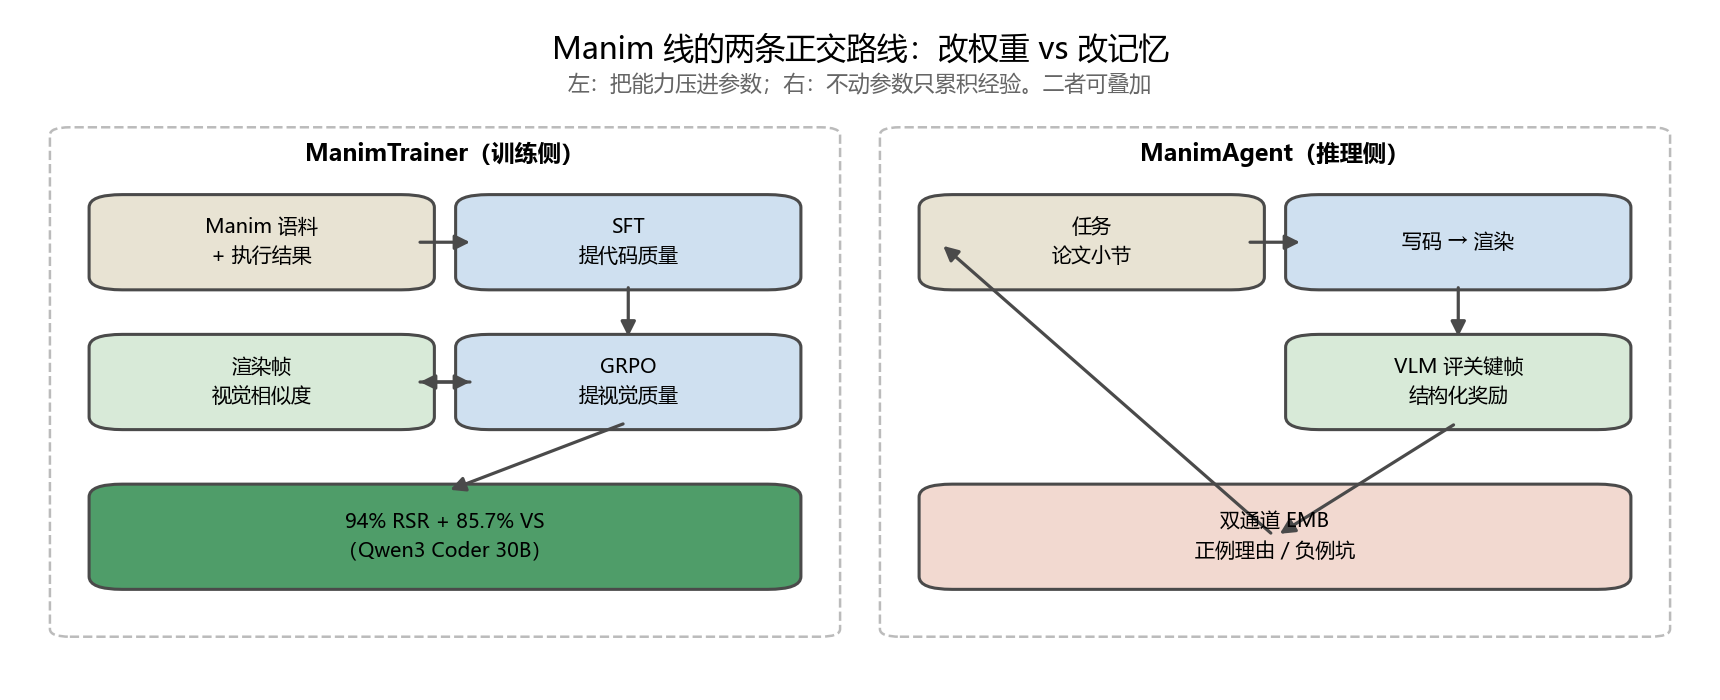 Manim 线的两条正交路线：改权重 vs 改记忆
左：把能力压进参数；右：不动参数只累积经验。二者可叠加
ManimTrainer（训练侧）
Manim 语料
+ 执行结果
SFT
提代码质量
渲染帧
视觉相似度
GRPO
提视觉质量
94% RSR + 85.7% VS
（Qwen3 Coder 30B）
ManimAgent（推理侧）
任务
论文小节
写码 → 渲染
VLM 评关键帧
结构化奖励
双通道 EMB
正例理由 / 负例坑